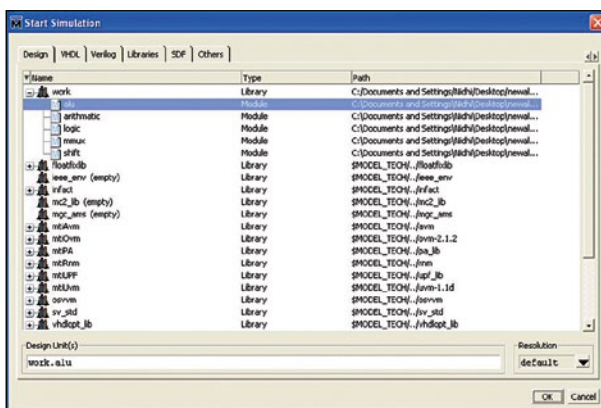 Start Simulation
Design VHDL Verilog Libraries SDF Others
Name Type Path
work Library C:/Documents and Settings/Nidhi/Desktop/newal...
alu Module C:/Documents and Settings/Nidhi/Desktop/newal...
arithmatic Module C:/Documents and Settings/Nidhi/Desktop/newal...
logic Module C:/Documents and Settings/Nidhi/Desktop/newal...
mmux Module C:/Documents and Settings/Nidhi/Desktop/newal...
shift Module C:/Documents and Settings/Nidhi/Desktop/newal...
floatfixlib Library $MODEL_TECH/../floatfixlib
ieee_env (empty) Library $MODEL_TECH/../ieee_env
infact Library $MODEL_TECH/../infact
mc2_lib (empty) Library $MODEL_TECH/../mc2_lib
mgc_ams (empty) Library $MODEL_TECH/../mgc_ams
mtiAvm Library $MODEL_TECH/../avm
mtiOvm Library $MODEL_TECH/../ovm-2.1.2
mtiPA Library $MODEL_TECH/../pa_lib
mtiRnm Library $MODEL_TECH/../rnm
mtiUPF Library $MODEL_TECH/../upf_lib
mtiUvm Library $MODEL_TECH/../uvm-1.1d
osvvm Library $MODEL_TECH/../osvvm
sv_std Library $MODEL_TECH/../sv_std
vhdlopt_lib Library $MODEL_TECH/../vhdlopt_lib
Design Unit(s) Resolution
work.alu default
OK Cancel